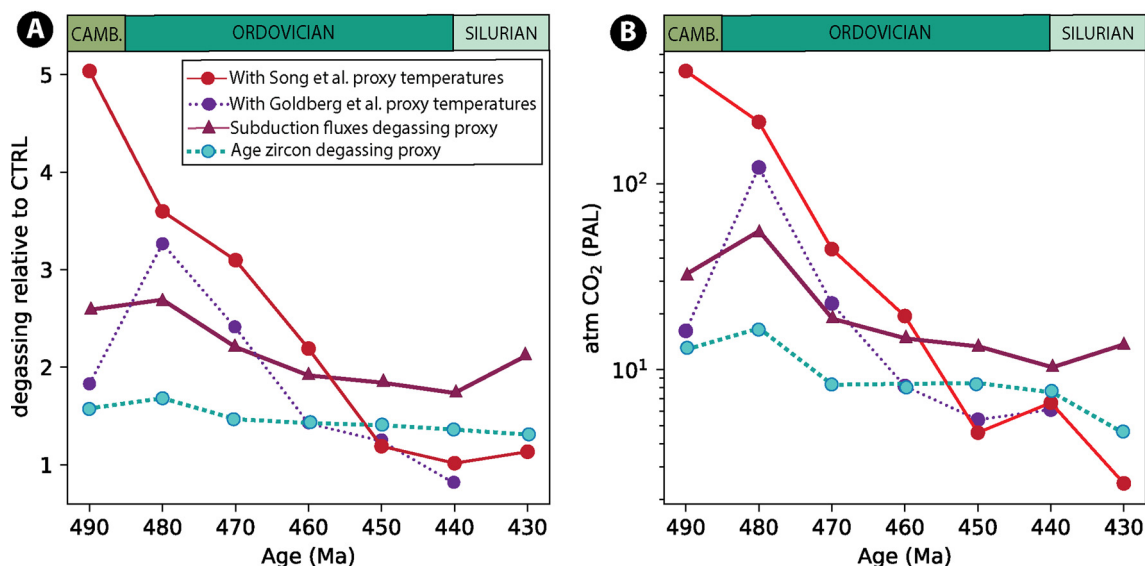 A
CAMB.
ORDOVICIAN
SILURIAN
5
4
3
2
1
degassing relative to CTRL
With Song et al. proxy temperatures
With Goldberg et al. proxy temperatures
Subduction fluxes degassing proxy
Age zircon degassing proxy
490 480 470 460 450 440 430
Age (Ma)
B
CAMB.
ORDOVICIAN
SILURIAN
10²
10¹
atm CO₂ (PAL)
490 480 470 460 450 440 430
Age (Ma)